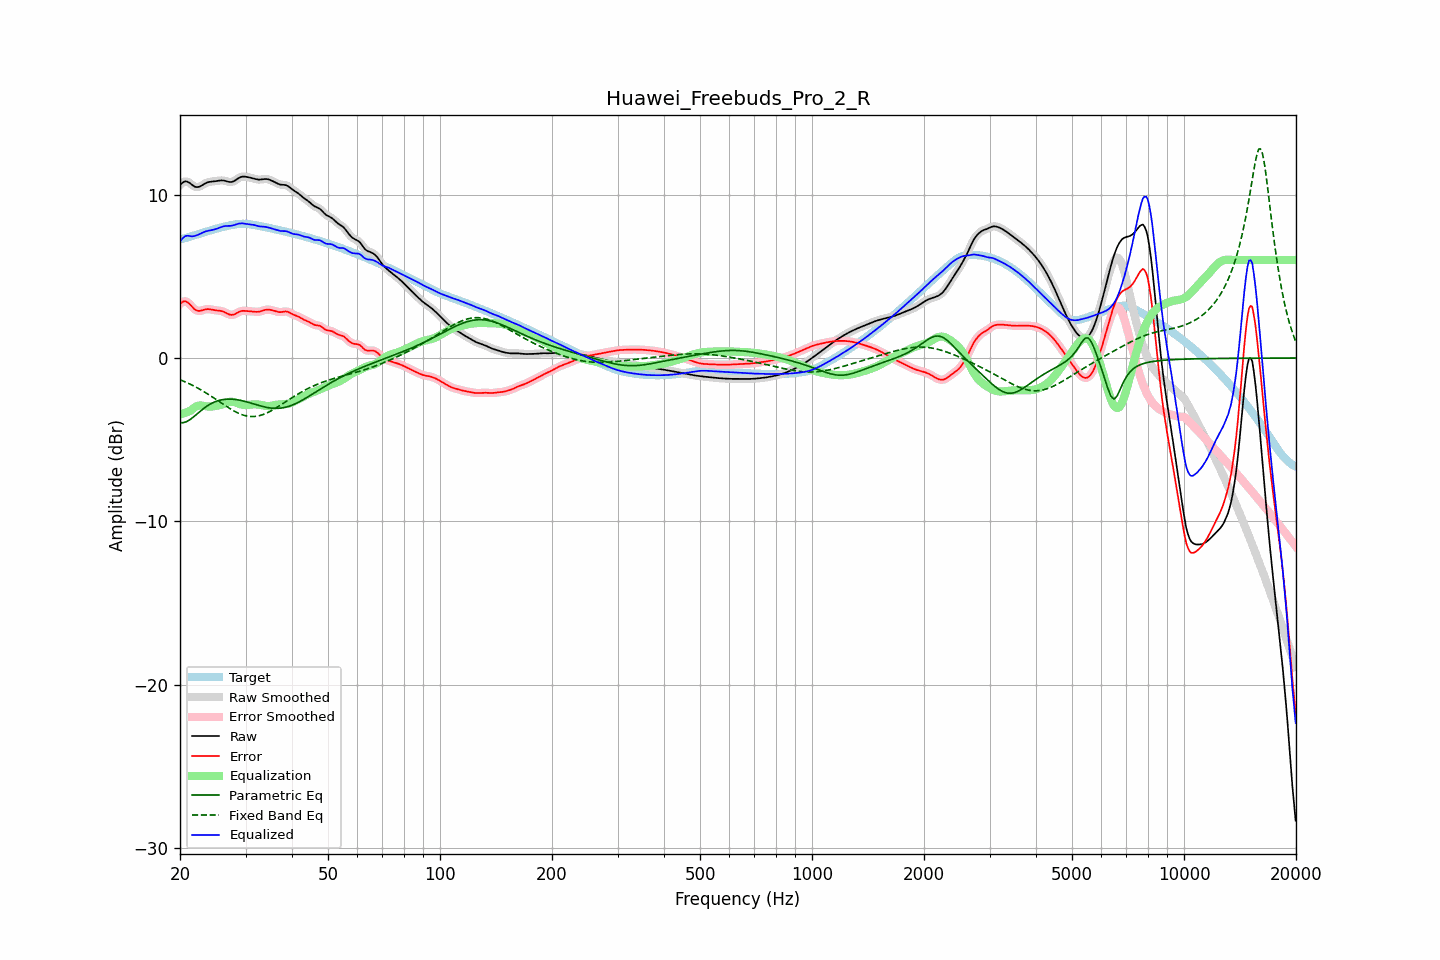 Huawei_Freebuds_Pro_2_R
Amplitude (dBr)
10
0
−10
−20
−30
Target
Raw Smoothed
Error Smoothed
Raw
Error
Equalization
Parametric Eq
Fixed Band Eq
Equalized
20 50 100 200 500 1000 2000 5000 10000 20000
Frequency (Hz)